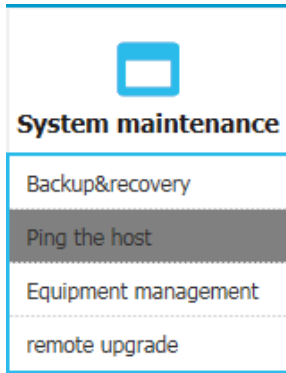 System maintenance
Backup&recovery
Ping the host
Equipment management
remote upgrade